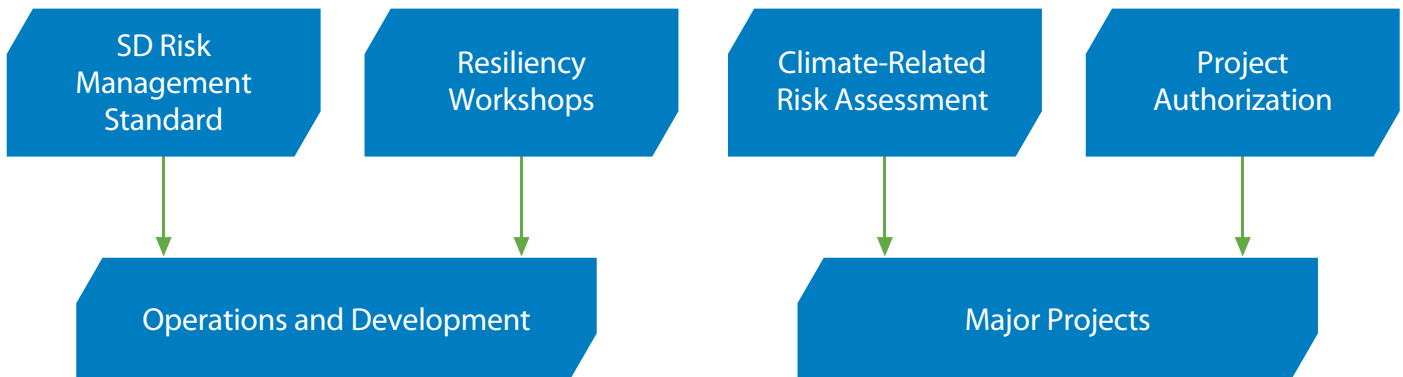 SD Risk
Management
Standard
Resiliency
Workshops
Climate-Related
Risk Assessment
Project
Authorization
Operations and Development
Major Projects